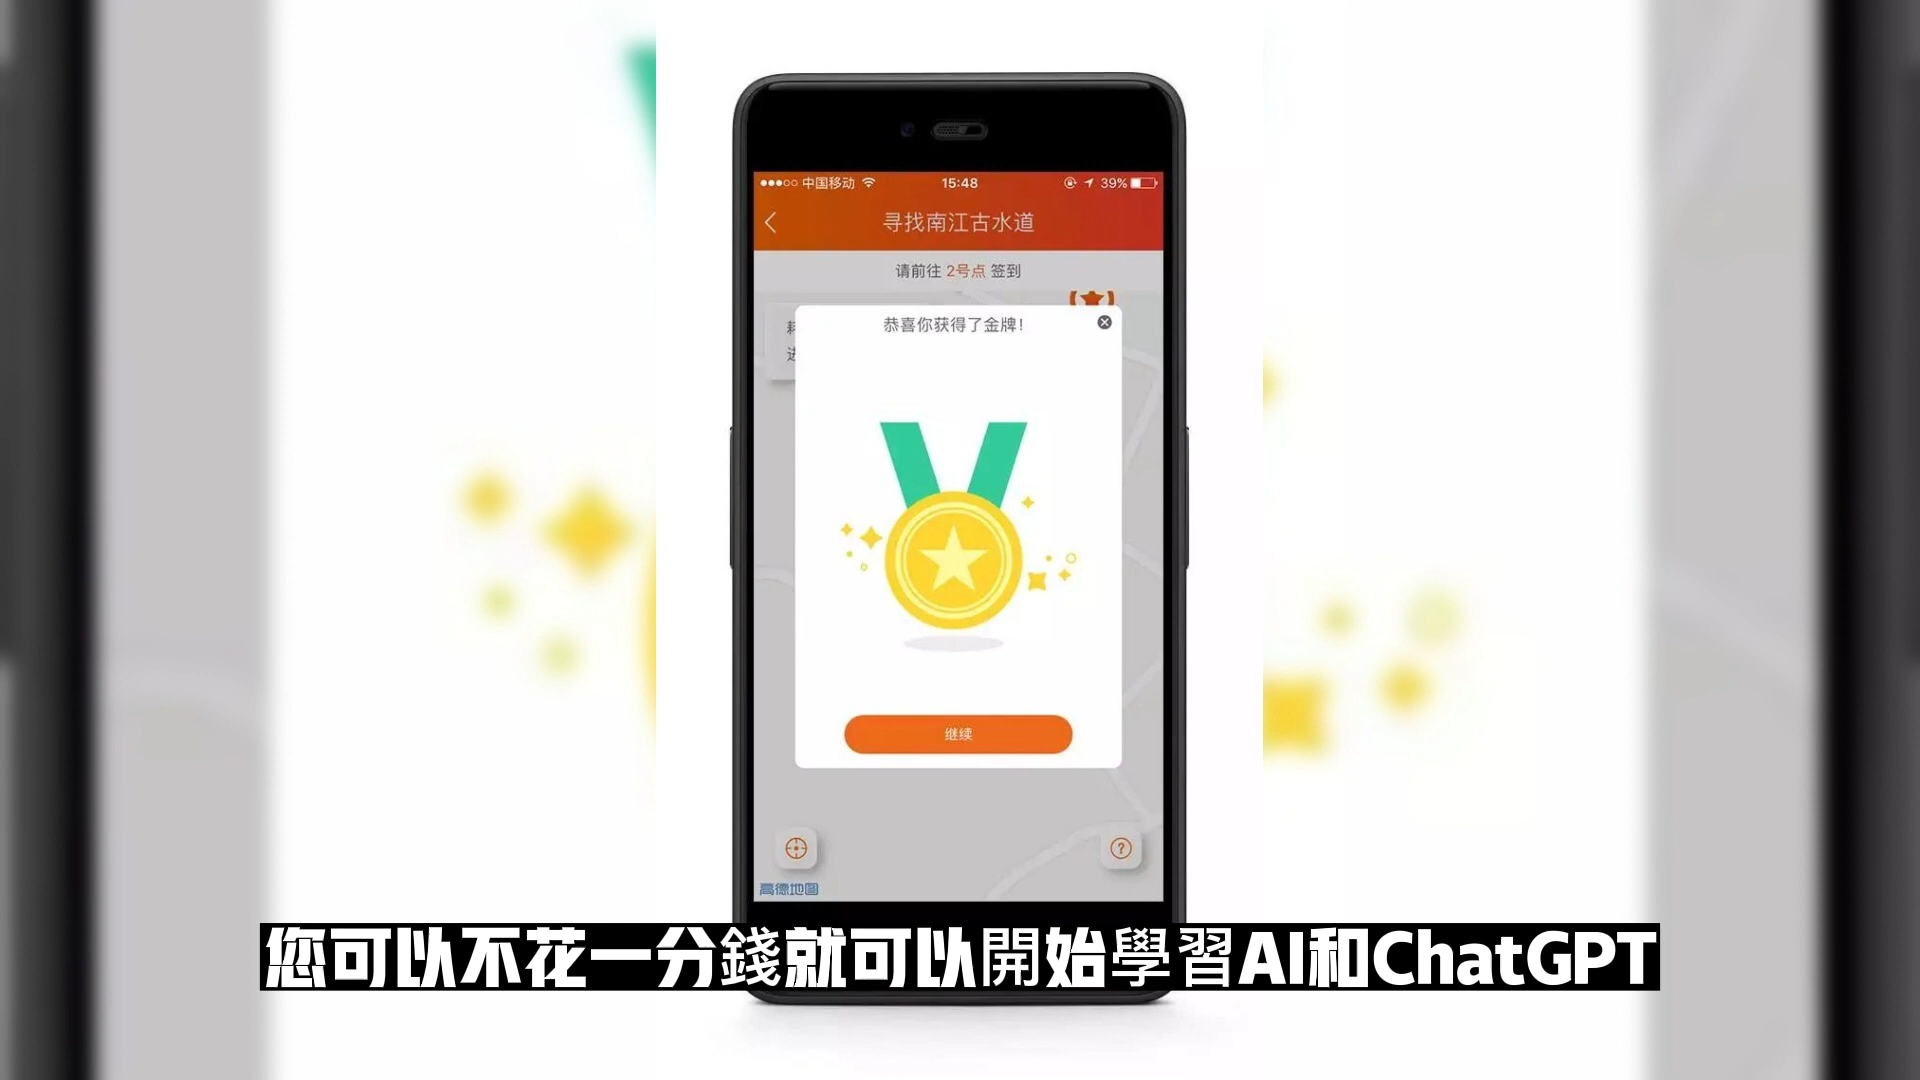 中国移动 15:48 39%
寻找南江古水道
请前往 2号点 签到
恭喜你获得了金牌！
继续
高德地图
您可以不花一分錢就可以開始學習AI和ChatGPT